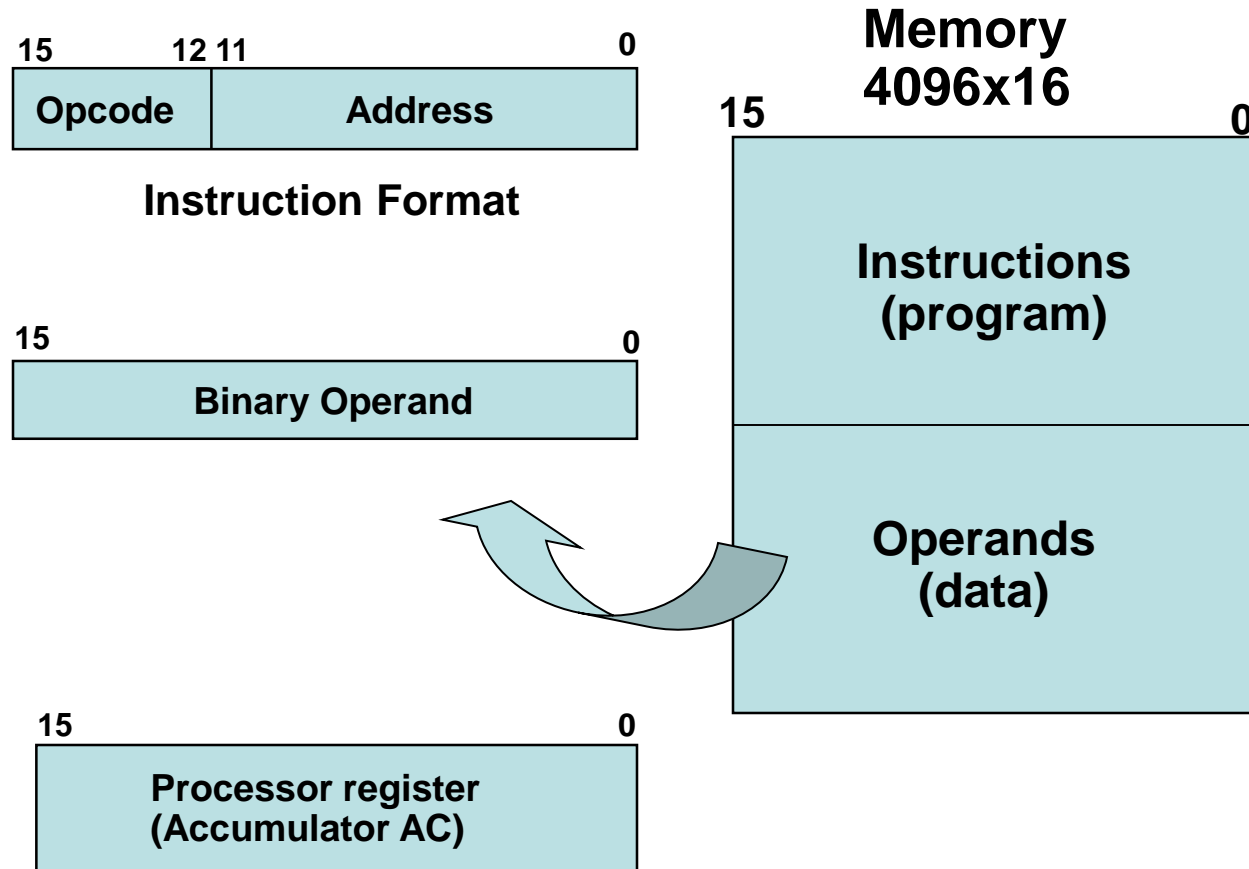 15 12 11 0
Opcode Address
Instruction Format
15 0
Binary Operand
15 0
Processor register
(Accumulator AC)
Memory
4096x16
15 0
Instructions
(program)
Operands
(data)